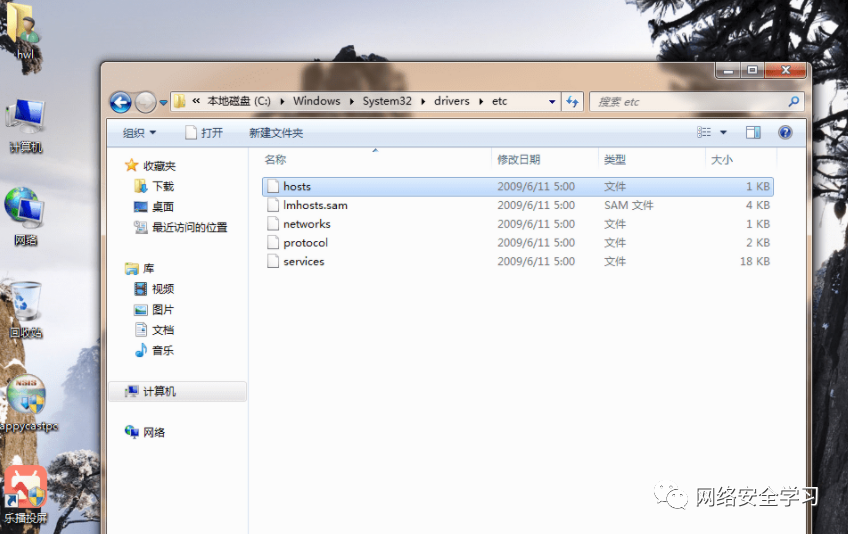 hwl
计算机
网络
回收站
appycastpc
乐播投屏
« 本地磁盘 (C:) ▸ Windows ▸ System32 ▸ drivers ▸ etc
搜索 etc
组织 打开 新建文件夹
收藏夹
下载
桌面
最近访问的位置
库
视频
图片
文档
音乐
计算机
网络
名称 修改日期 类型 大小
hosts 2009/6/11 5:00 文件 1 KB
lmhosts.sam 2009/6/11 5:00 SAM 文件 4 KB
networks 2009/6/11 5:00 文件 1 KB
protocol 2009/6/11 5:00 文件 2 KB
services 2009/6/11 5:00 文件 18 KB
网络安全学习